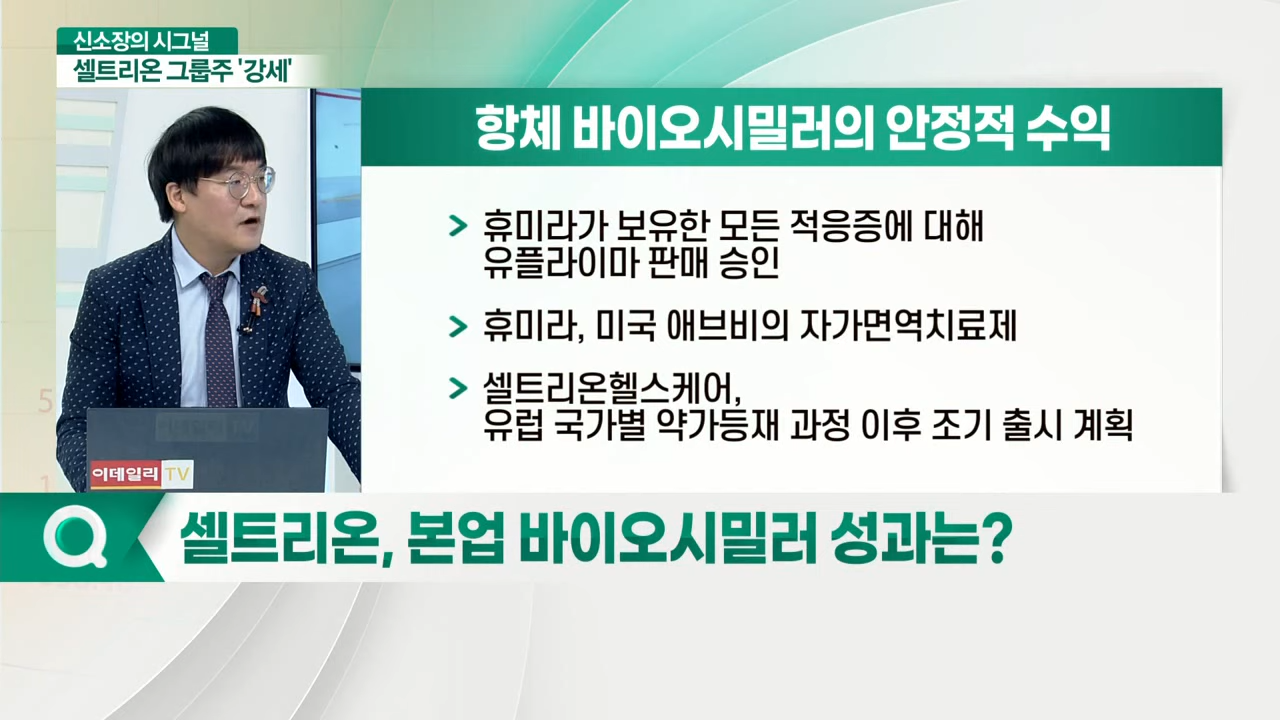 신소장의 시그널
셀트리온 그룹주 '강세'
항체 바이오시밀러의 안정적 수익
휴미라가 보유한 모든 적응증에 대해
유플라이마 판매 승인
휴미라, 미국 애브비의 자가면역치료제
셀트리온헬스케어,
유럽 국가별 약가등재 과정 이후 조기 출시 계획
이데일리 TV
이데일리 TV
셀트리온, 본업 바이오시밀러 성과는?